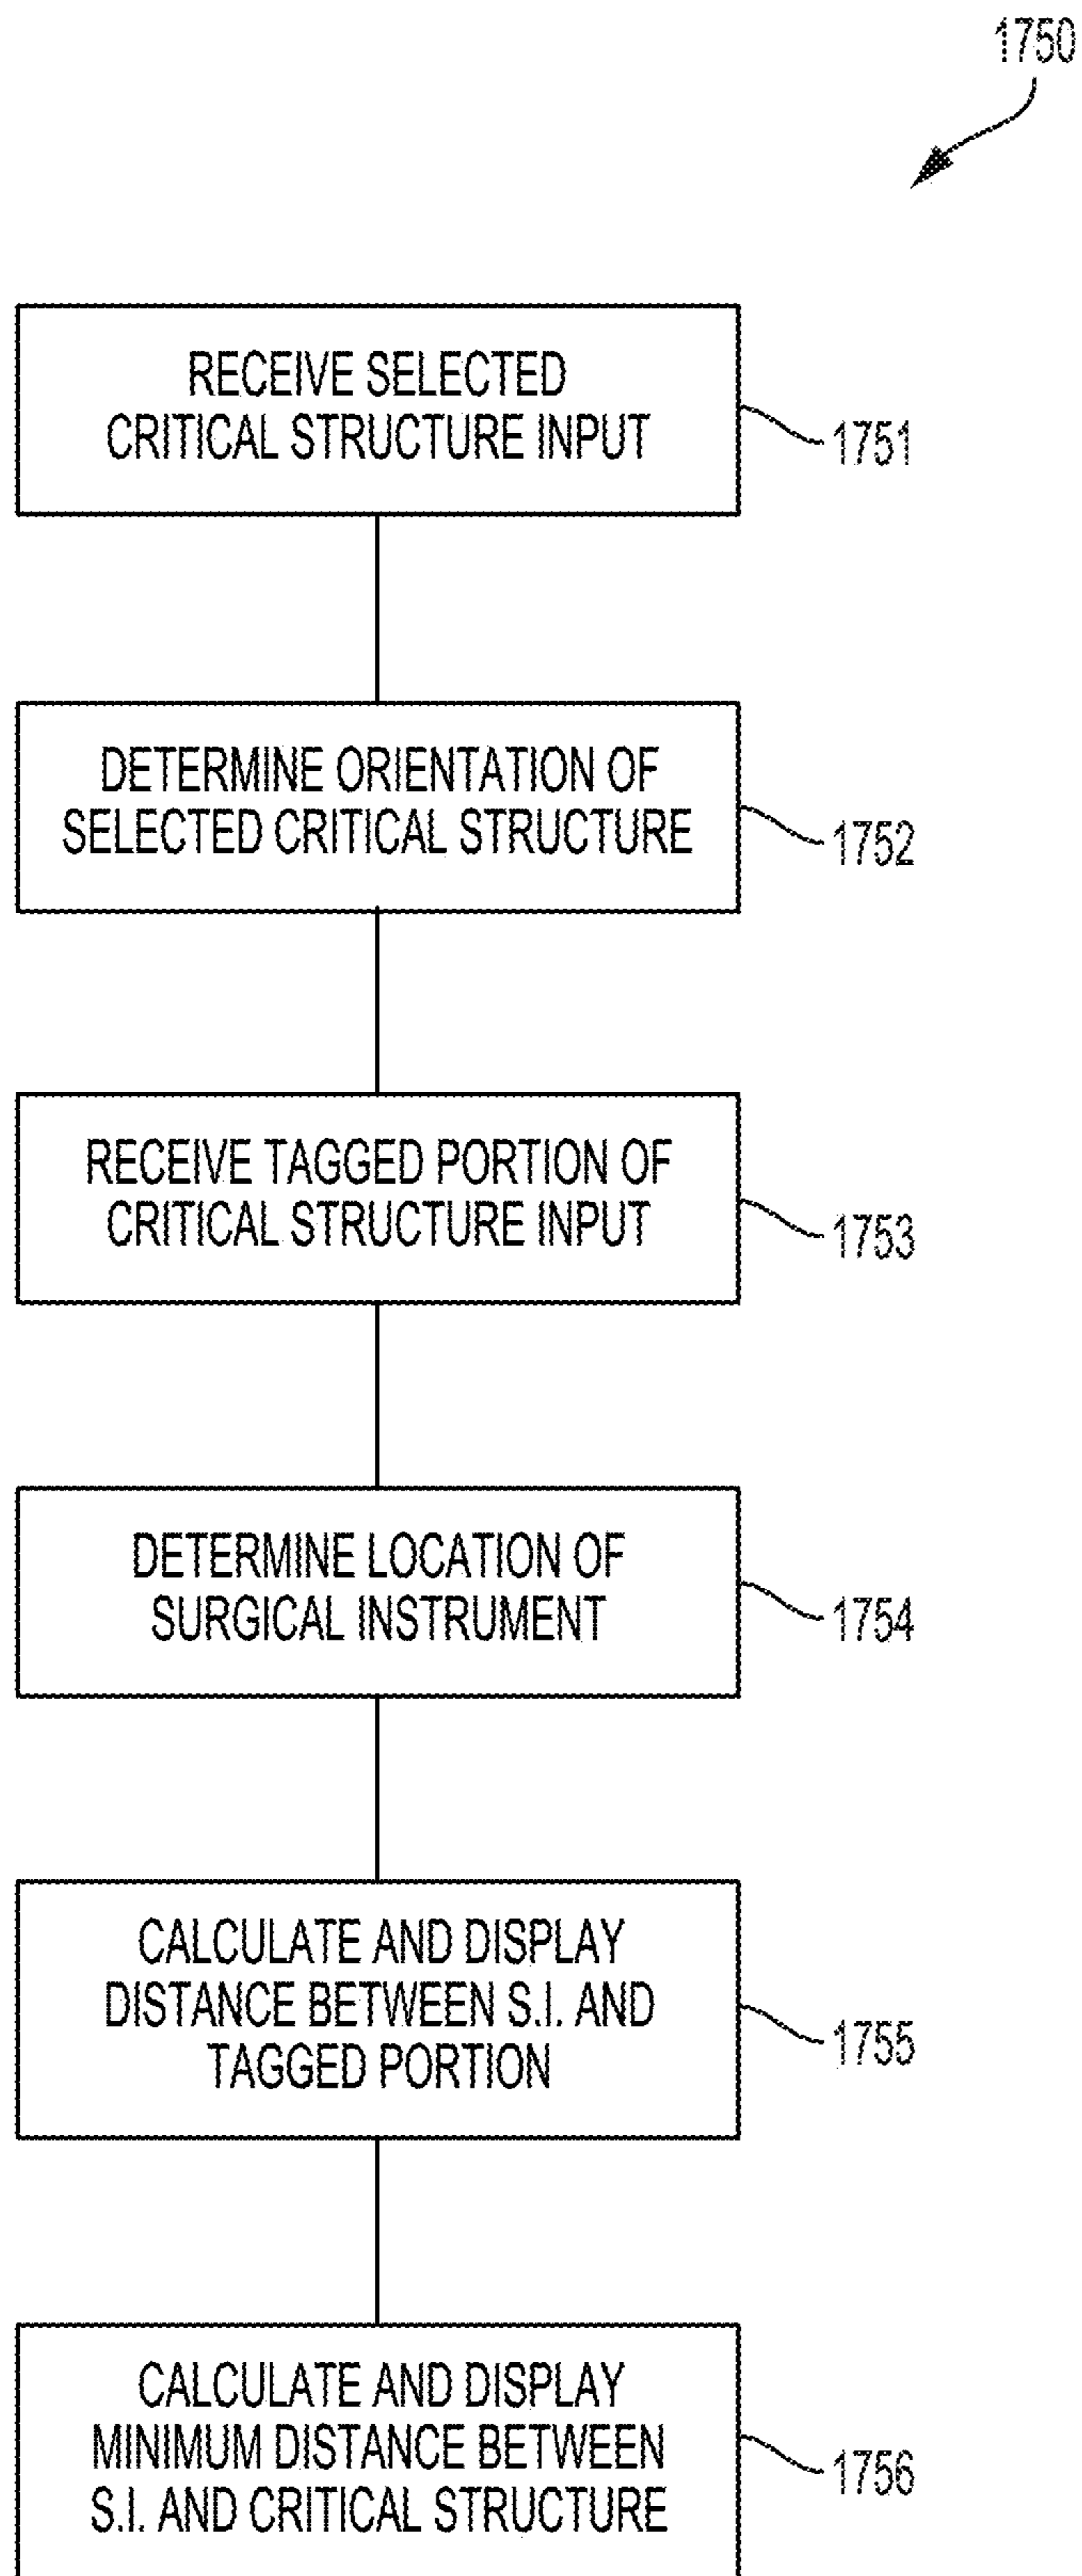 1750
RECEIVE SELECTED
CRITICAL STRUCTURE INPUT
1751
DETERMINE ORIENTATION OF
SELECTED CRITICAL STRUCTURE
1752
RECEIVE TAGGED PORTION OF
CRITICAL STRUCTURE INPUT
1753
DETERMINE LOCATION OF
SURGICAL INSTRUMENT
1754
CALCULATE AND DISPLAY
DISTANCE BETWEEN S.I. AND
TAGGED PORTION
1755
CALCULATE AND DISPLAY
MINIMUM DISTANCE BETWEEN
S.I. AND CRITICAL STRUCTURE
1756